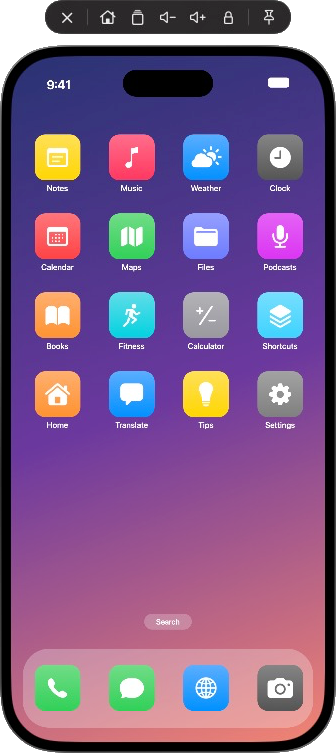 9:41
Notes Music Weather Clock
Calendar Maps Files Podcasts
Books Fitness Calculator Shortcuts
Home Translate Tips Settings
Search